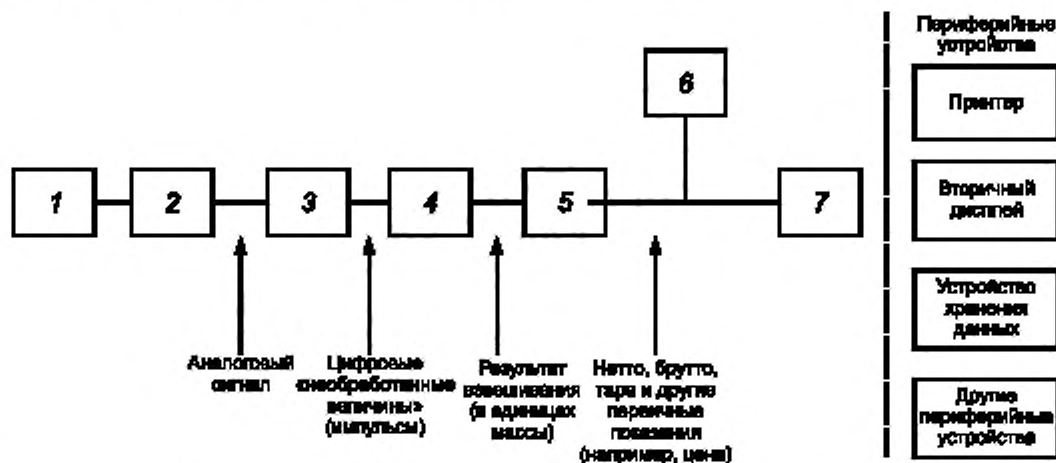 Периферийные
устройства
6
Принтер
1
2
3
4
5
7
Вторичный
дисплей
Аналоговый
сигнал
Цифровые
«необработанные
величины»
(импульсы)
Результат
взвешивания
(в единицах
массы)
Нетто, брутто,
тара и другие
первичные
показания
(например, цена)
Устройство
хранения
данных
Другие
периферийные
устройства